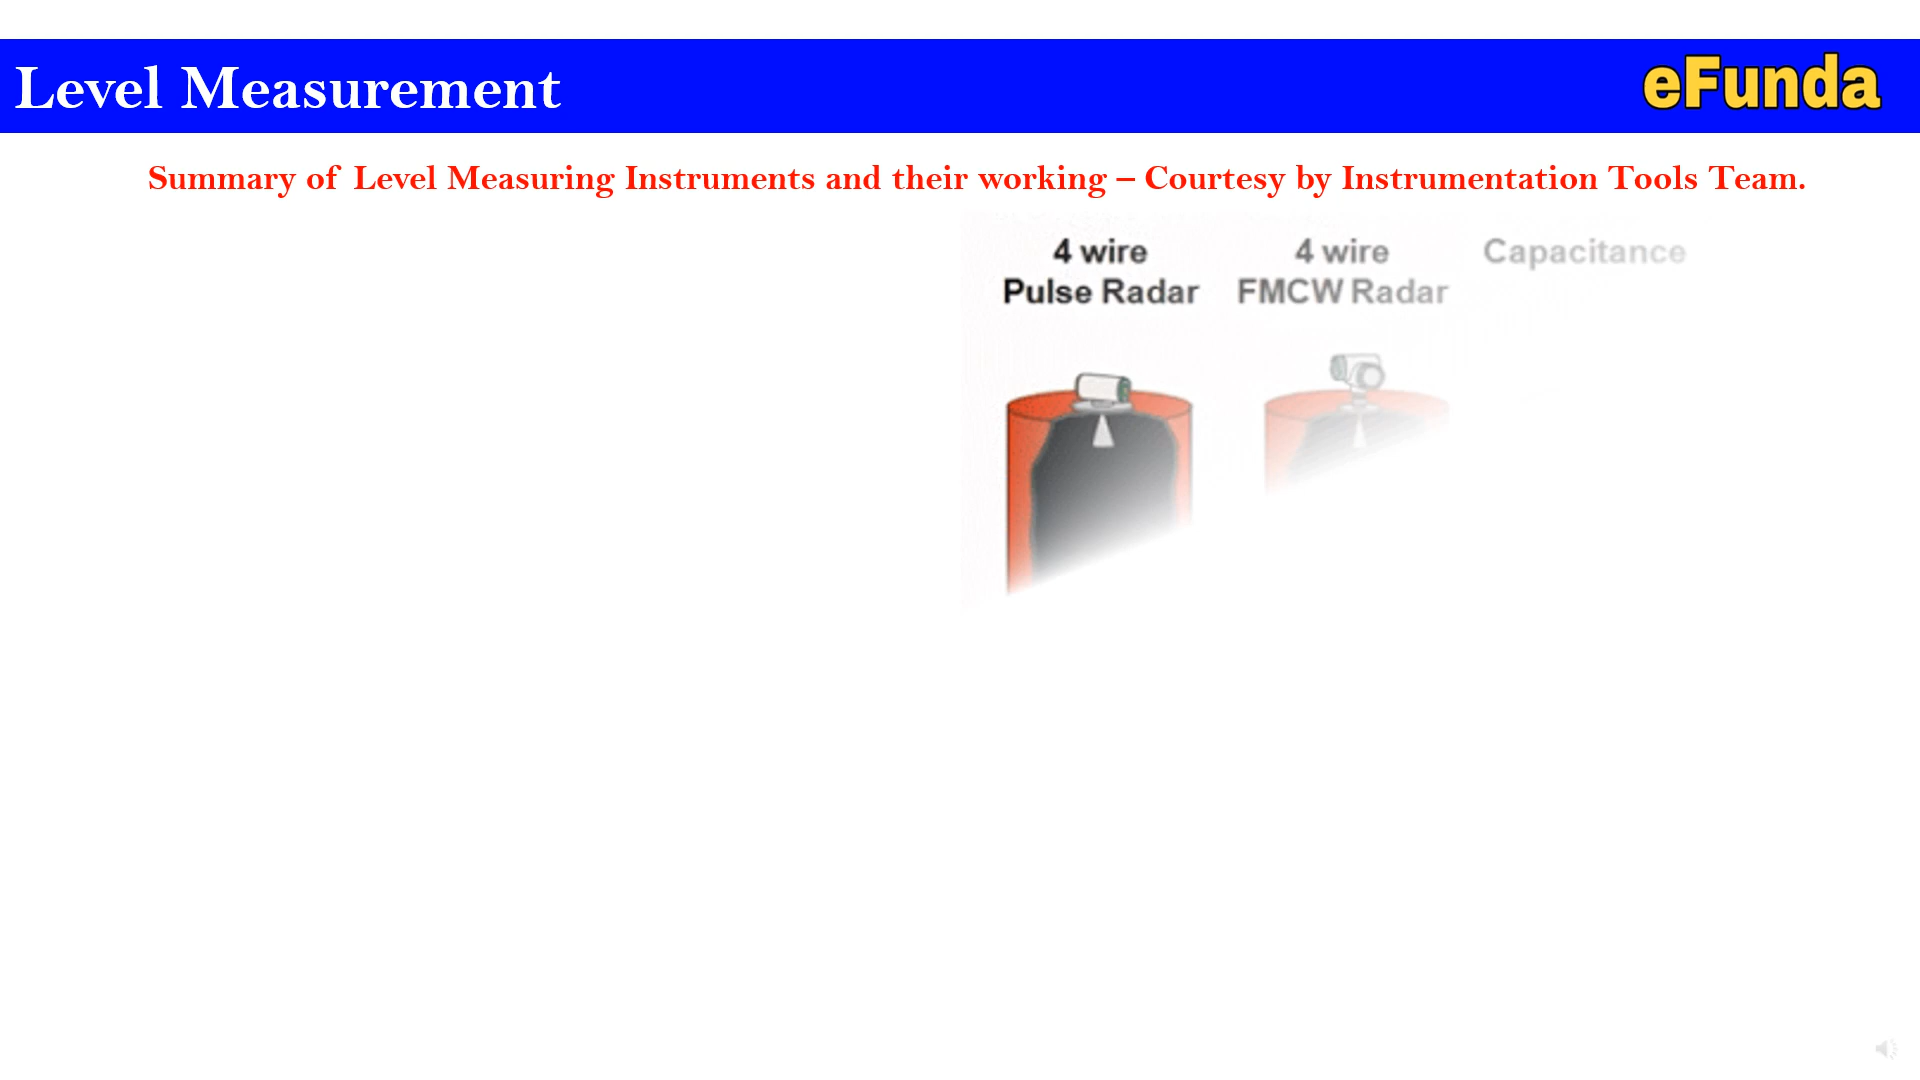 Level Measurement
eFunda
Summary of Level Measuring Instruments and their working – Courtesy by Instrumentation Tools Team.
4 wire
Pulse Radar
4 wire
FMCW Radar
Capacitance